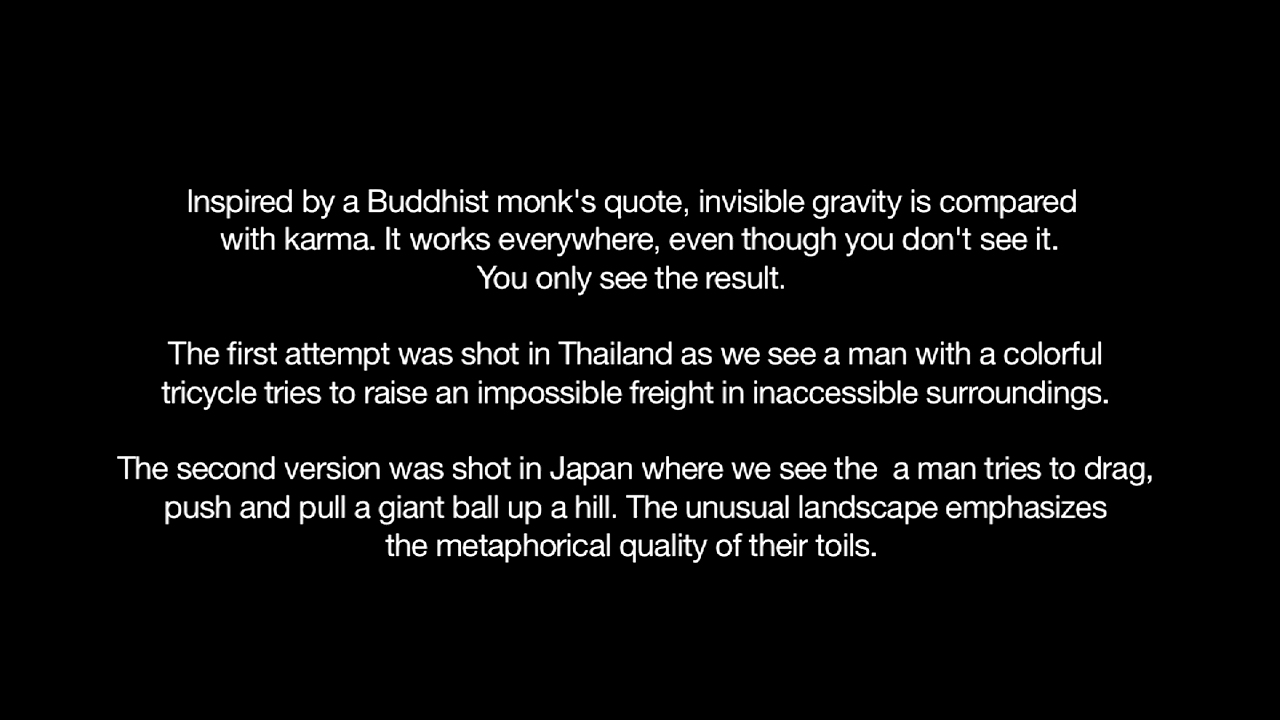 Inspired by a Buddhist monk's quote, invisible gravity is compared
with karma. It works everywhere, even though you don't see it.
You only see the result.
The first attempt was shot in Thailand as we see a man with a colorful
tricycle tries to raise an impossible freight in inaccessible surroundings.
The second version was shot in Japan where we see the  a man tries to drag,
push and pull a giant ball up a hill. The unusual landscape emphasizes
the metaphorical quality of their toils.